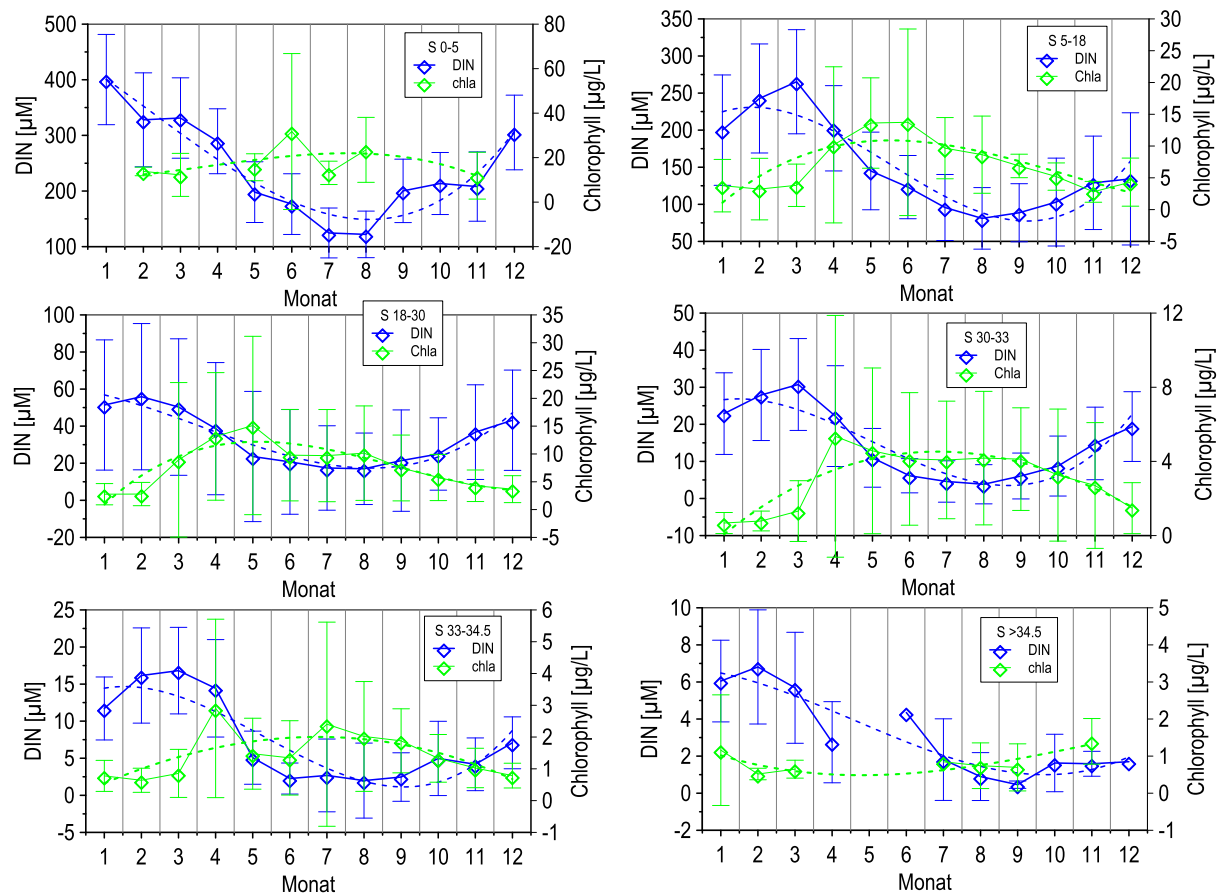 S 0-5
DIN
chla
DIN [µM]
500
400
300
200
100
Chlorophyll [µg/L]
80
60
40
20
0
-20
1 2 3 4 5 6 7 8 9 10 11 12
Monat
S 5-18
DIN
Chla
DIN [µM]
350
300
250
200
150
100
50
Chlorophyll [µg/L]
30
25
20
15
10
5
0
-5
1 2 3 4 5 6 7 8 9 10 11 12
Monat
S 18-30
DIN
Chla
DIN [µM]
100
80
60
40
20
0
-20
Chlorophyll [µg/L]
35
30
25
20
15
10
5
0
-5
1 2 3 4 5 6 7 8 9 10 11 12
Monat
S 30-33
DIN
Chla
DIN [µM]
50
40
30
20
10
0
-10
Chlorophyll [µg/L]
12
8
4
0
1 2 3 4 5 6 7 8 9 10 11 12
Monat
S 33-34.5
DIN
chla
DIN [µM]
25
20
15
10
5
0
-5
Chlorophyll [µg/L]
6
5
4
3
2
1
0
-1
1 2 3 4 5 6 7 8 9 10 11 12
Monat
S >34.5
DIN
chla
DIN [µM]
10
8
6
4
2
0
-2
Chlorophyll [µg/L]
5
4
3
2
1
0
-1
1 2 3 4 5 6 7 8 9 10 11 12
Monat